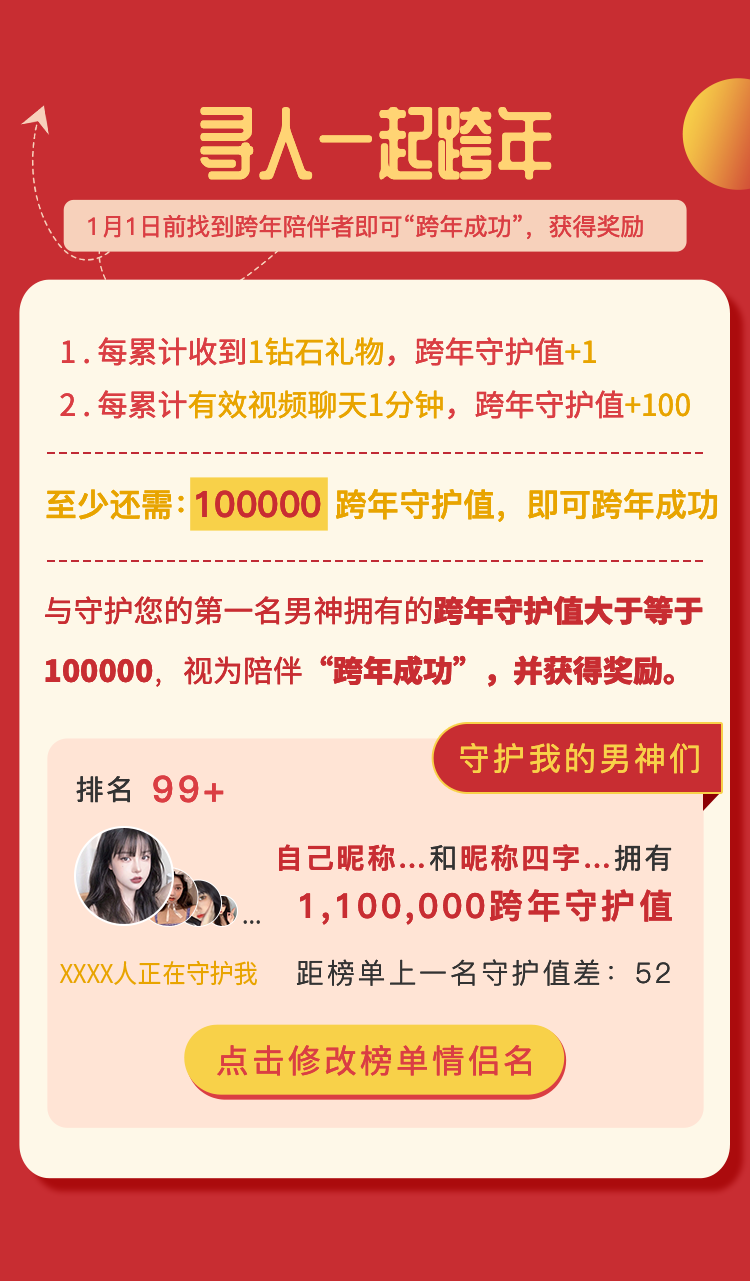 寻人一起跨年
1月1日前找到跨年陪伴者即可“跨年成功”，获得奖励
1.每累计收到1钻石礼物，跨年守护值+1
2.每累计有效视频聊天1分钟，跨年守护值+100
至少还需：100000 跨年守护值，即可跨年成功
与守护您的第一名男神拥有的跨年守护值大于等于
100000，视为陪伴“跨年成功”，并获得奖励。
守护我的男神们
排名 99+
自己昵称...和昵称四字...拥有
1,100,000跨年守护值
...
XXXX人正在守护我 距榜单上一名守护值差：52
点击修改榜单情侣名